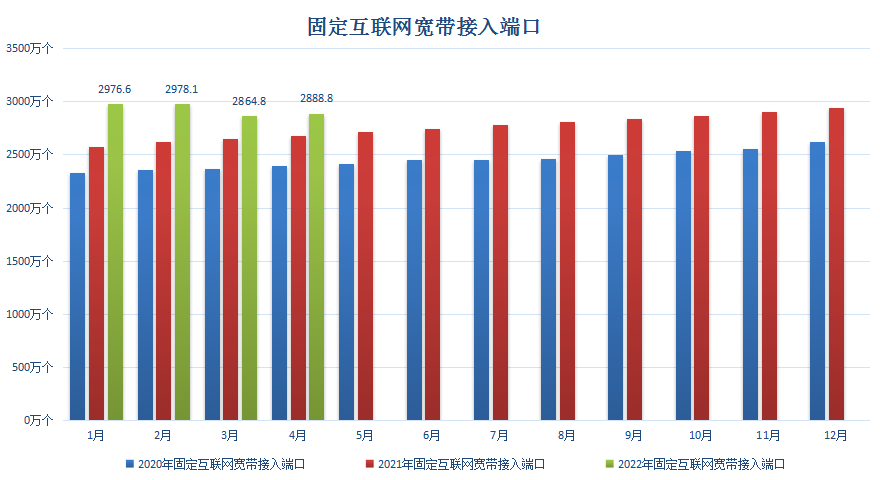 固定互联网宽带接入端口
3500万个
3000万个
2500万个
2000万个
1500万个
1000万个
500万个
0万个
2976.6
2978.1
2864.8
2888.8
1月 2月 3月 4月 5月 6月 7月 8月 9月 10月 11月 12月
2020年固定互联网宽带接入端口 2021年固定互联网宽带接入端口 2022年固定互联网宽带接入端口